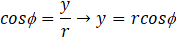 cosϕ = y/r → y = rcosϕ